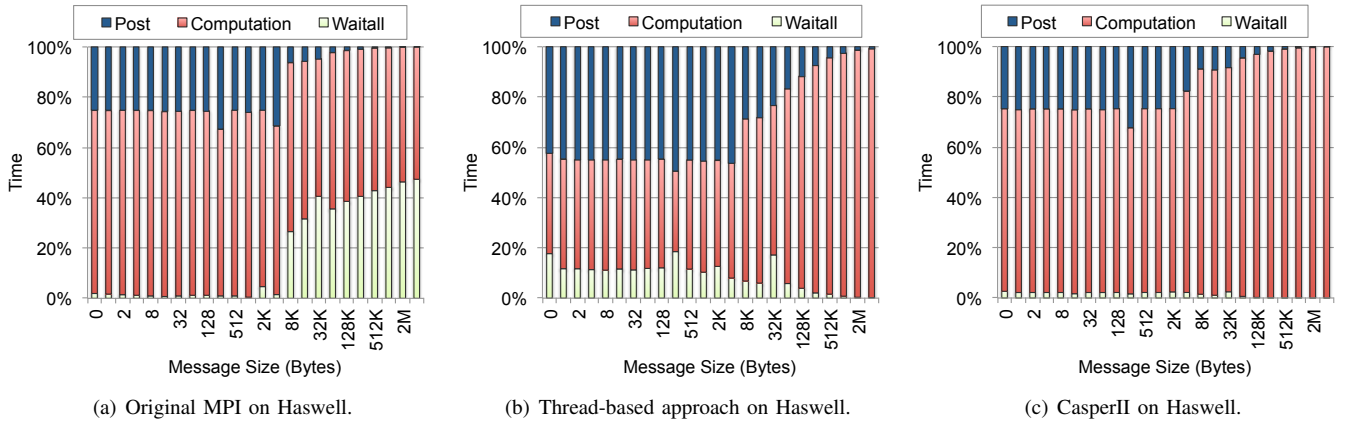 Post Computation Waitall
100%
80%
60%
40%
20%
0%
Time
0 2 8 32 128 512 2K 8K 32K 128K 512K 2M
Message Size (Bytes)
(a) Original MPI on Haswell.
Post Computation Waitall
100%
80%
60%
40%
20%
0%
Time
0 2 8 32 128 512 2K 8K 32K 128K 512K 2M
Message Size (Bytes)
(b) Thread-based approach on Haswell.
Post Computation Waitall
100%
80%
60%
40%
20%
0%
Time
0 2 8 32 128 512 2K 8K 32K 128K 512K 2M
Message Size (Bytes)
(c) CasperII on Haswell.